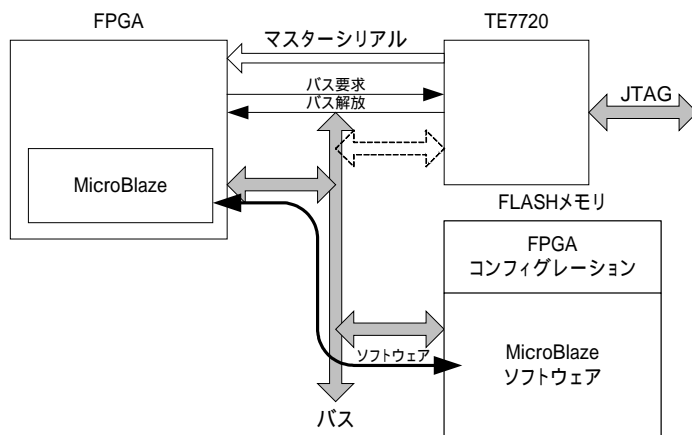 FPGA
TE7720
マスターシリアル
バス要求
バス解放
JTAG
MicroBlaze
FLASHメモリ
FPGA
コンフィグレーション
ソフトウェア
MicroBlaze
ソフトウェア
バス